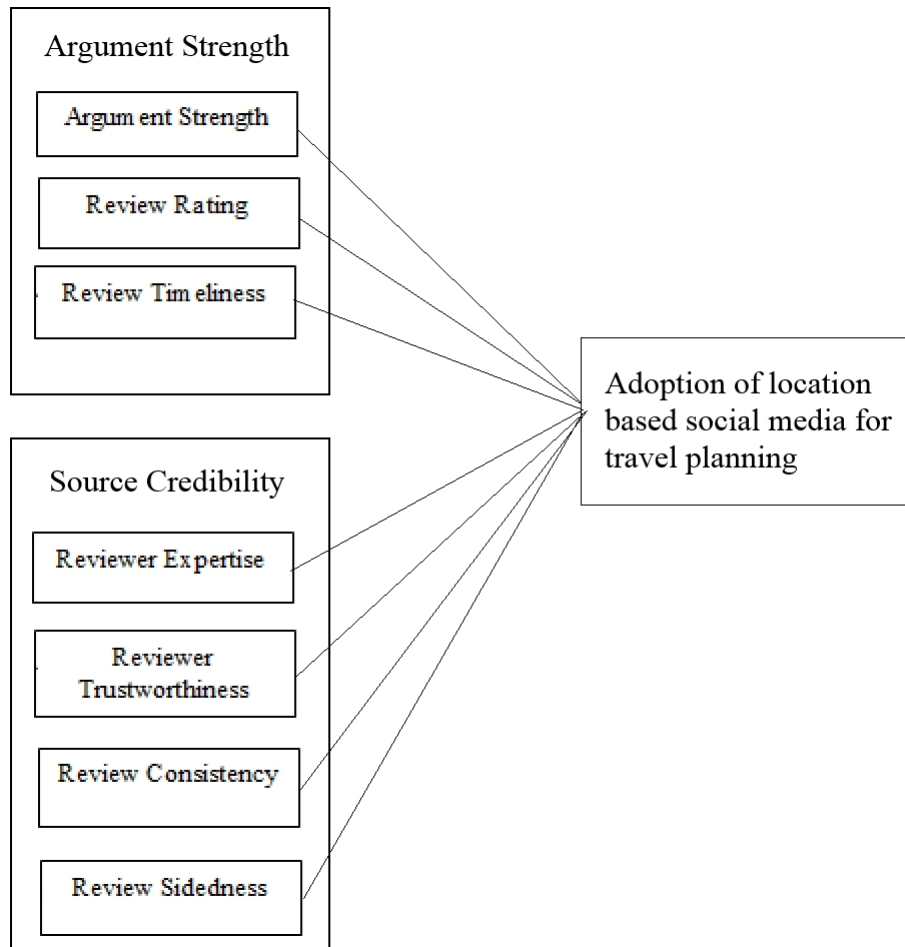 Argument Strength
Argument Strength
Review Rating
Review Timeliness
Adoption of location
based social media for
travel planning
Source Credibility
Reviewer Expertise
Reviewer
Trustworthiness
Review Consistency
Review Sidedness